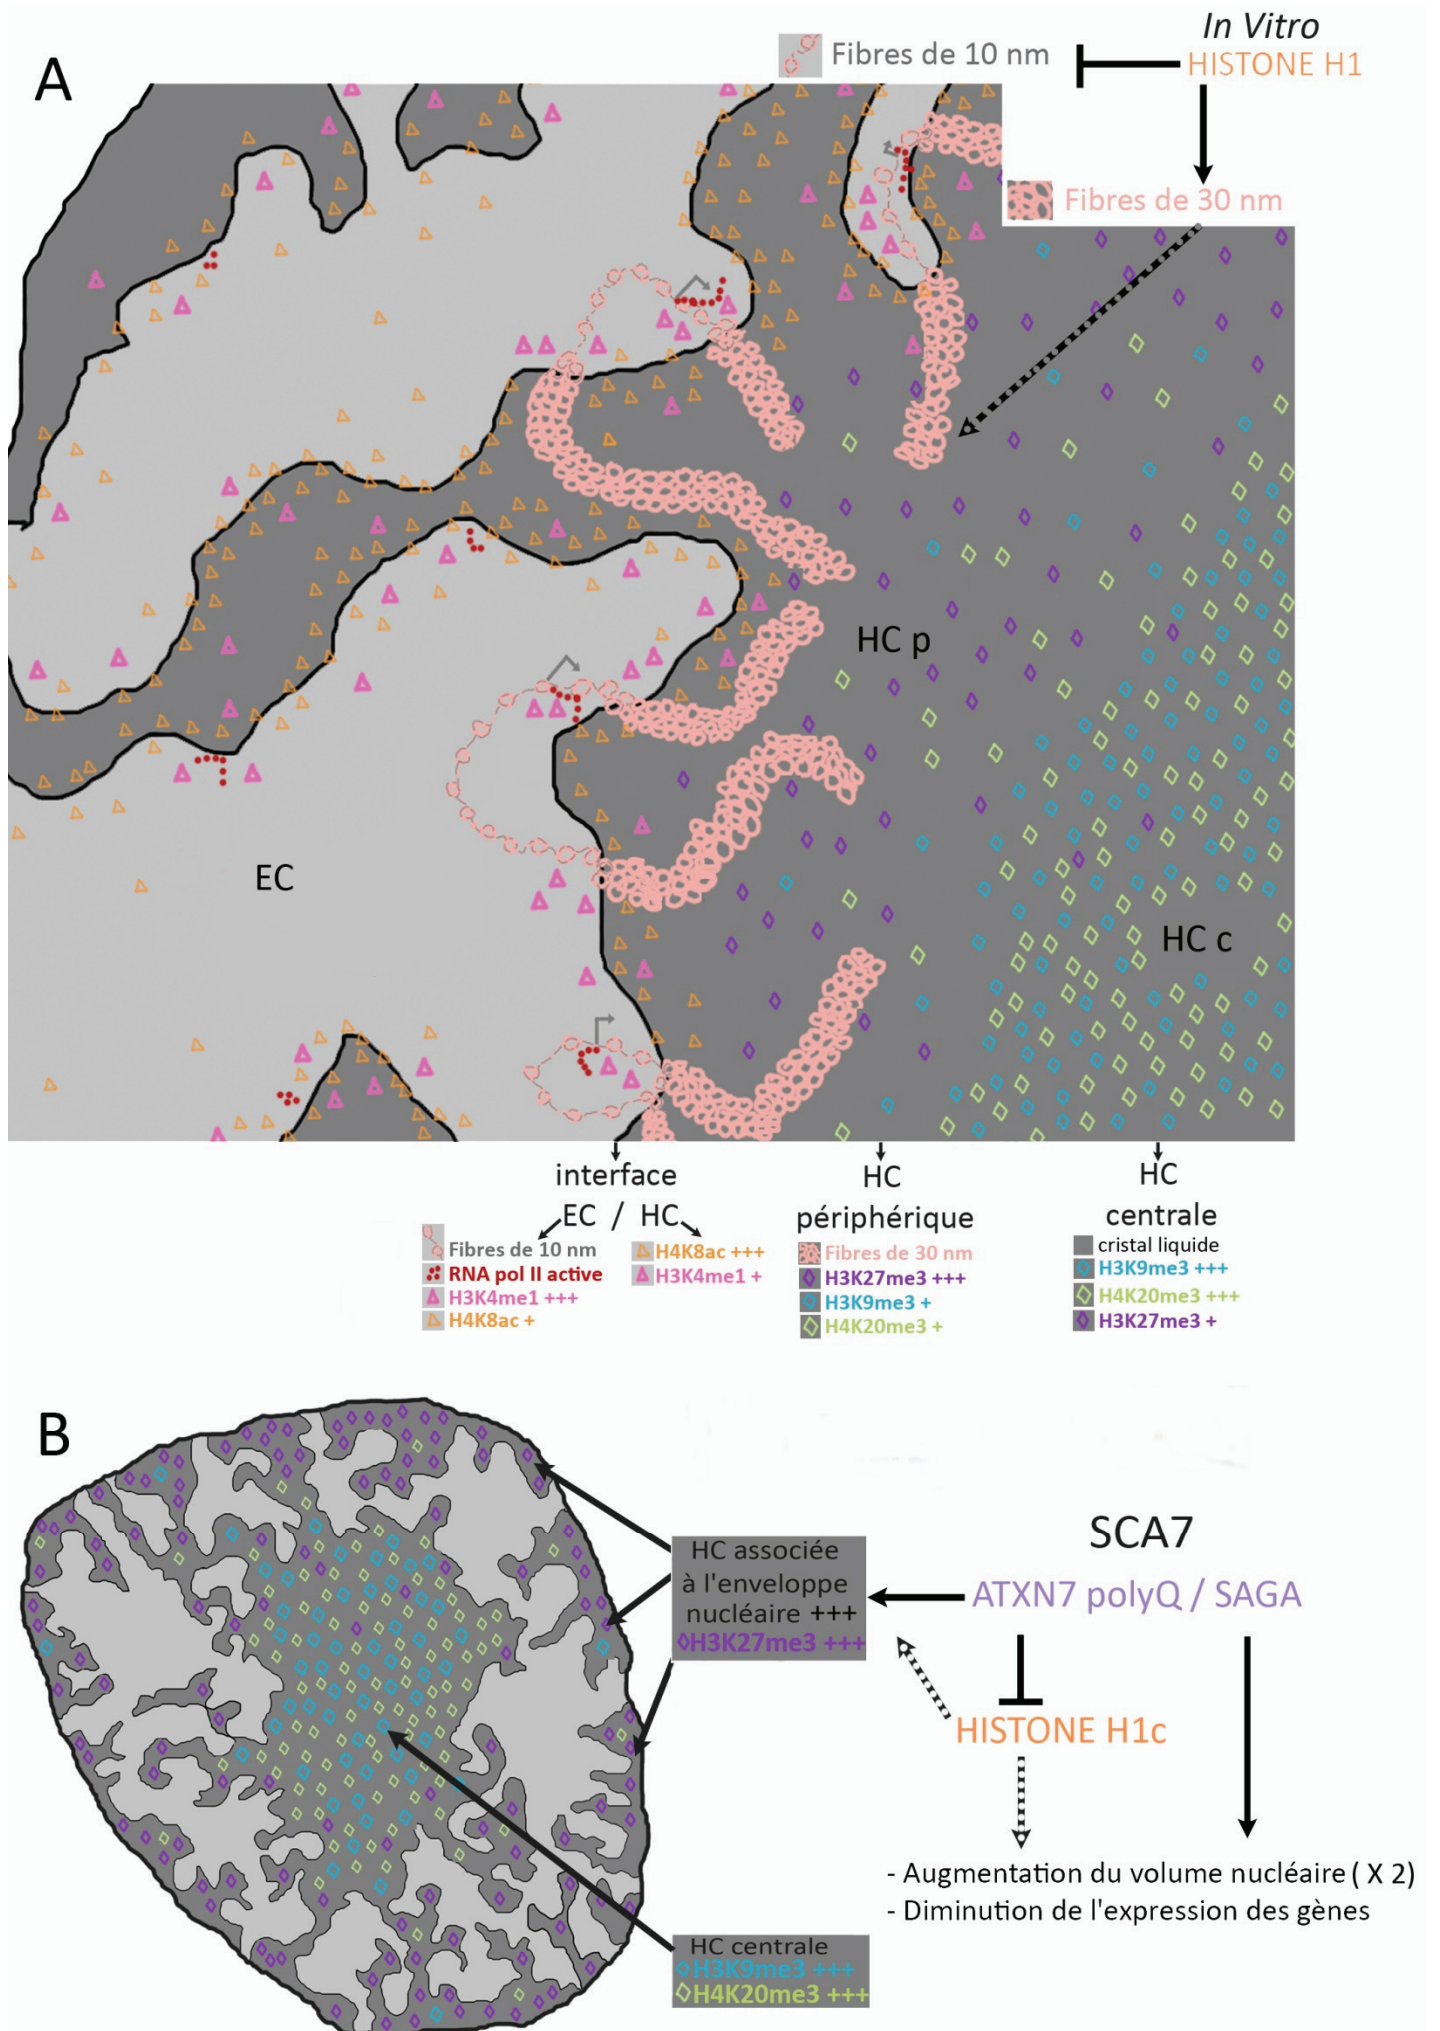 A
In Vitro
Fibres de 10 nm
HISTONE H1
Fibres de 30 nm
HC p
EC
HC c
interface
EC / HC
Fibres de 10 nm
RNA pol II active
H3K4me1 +++
H4K8ac +
H4K8ac +++
H3K4me1 +
HC
périphérique
Fibres de 30 nm
H3K27me3 +++
H3K9me3 +
H4K20me3 +
HC
centrale
cristal liquide
H3K9me3 +++
H4K20me3 +++
H3K27me3 +
B
HC associée
à l'enveloppe
nucléaire +++
H3K27me3 +++
SCA7
ATXN7 polyQ / SAGA
HISTONE H1c
- Augmentation du volume nucléaire ( X 2)
- Diminution de l'expression des gènes
HC centrale
H3K9me3 +++
H4K20me3 +++